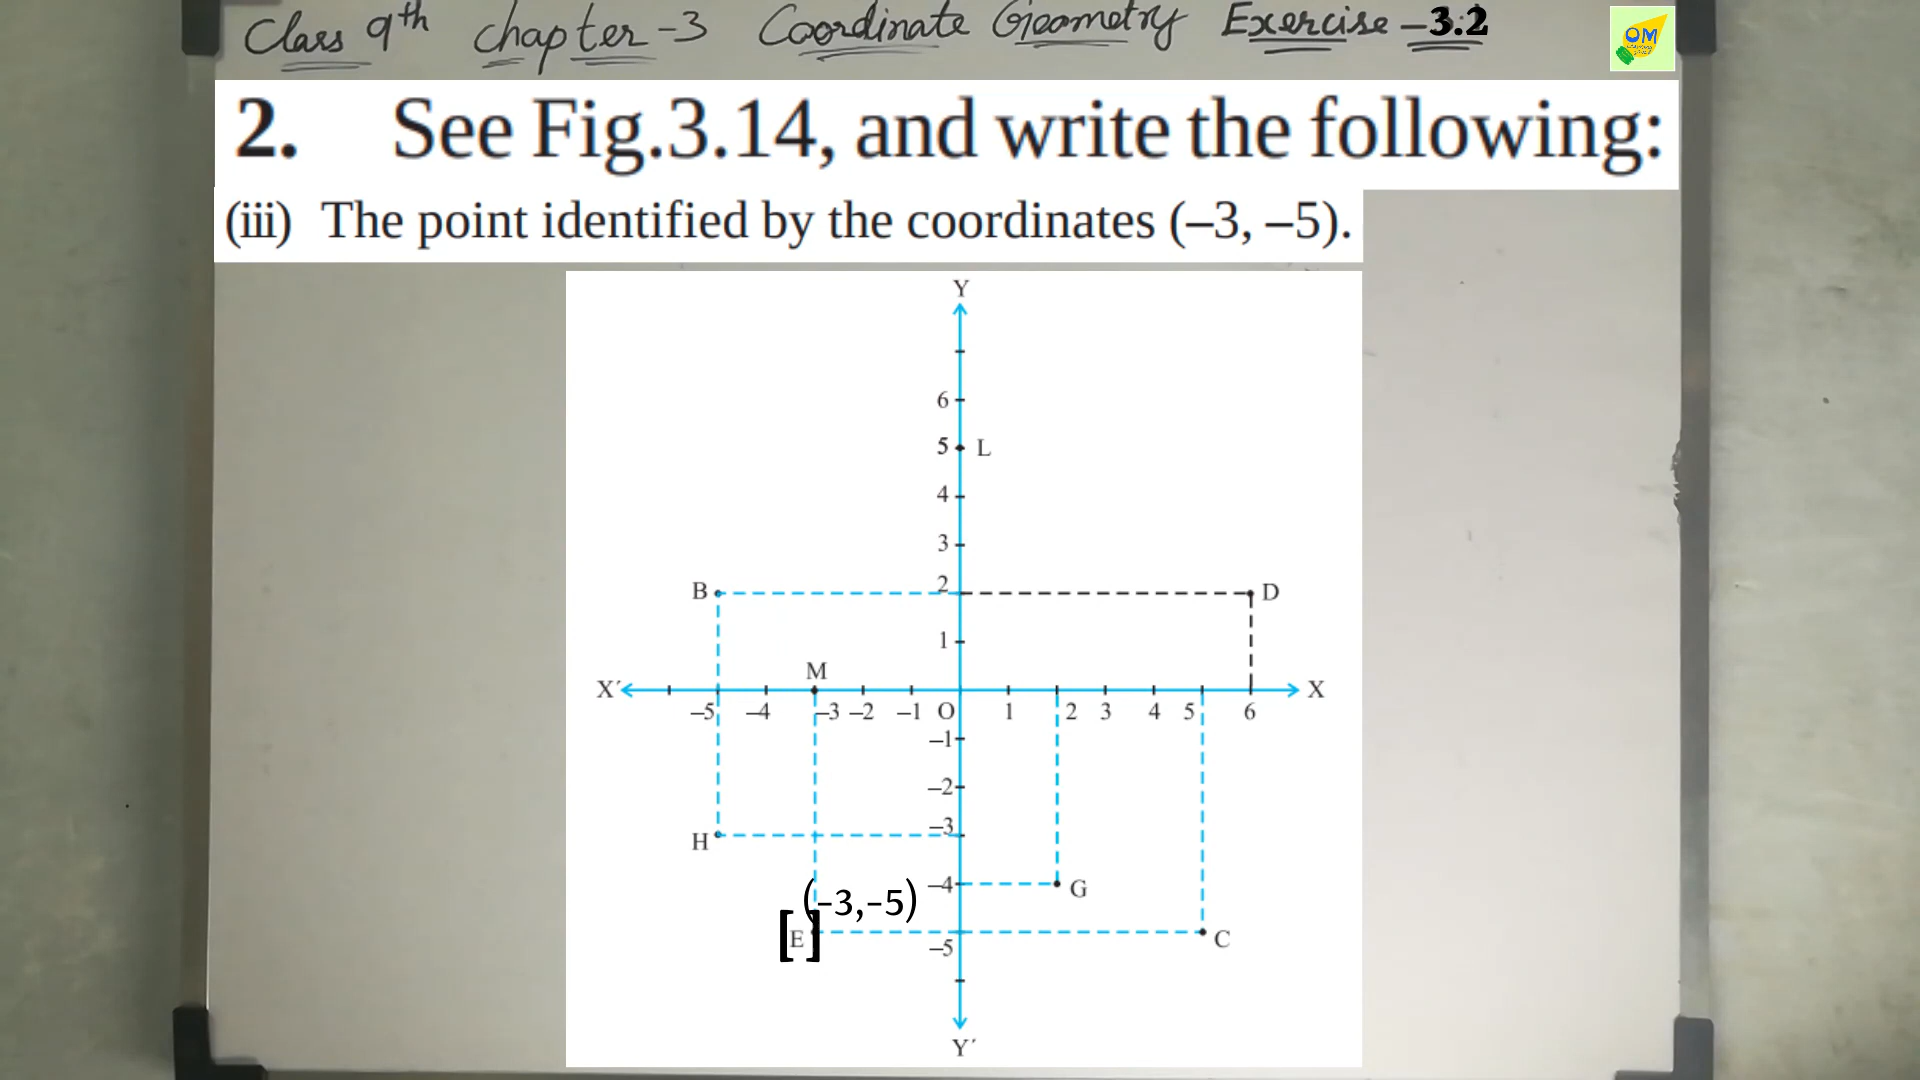 Class 9th chapter-3 Coordinate Geometry Exercise -3.2
OM
2. See Fig.3.14, and write the following:
(iii) The point identified by the coordinates (–3, –5).
Y
6
5 L
4
3
B 2 D
1
M
X′ X
–5 –4 –3 –2 –1 O 1 2 3 4 5 6
–1
–2
–3
H
(-3,-5) –4 G
[E] –5 C
Y′